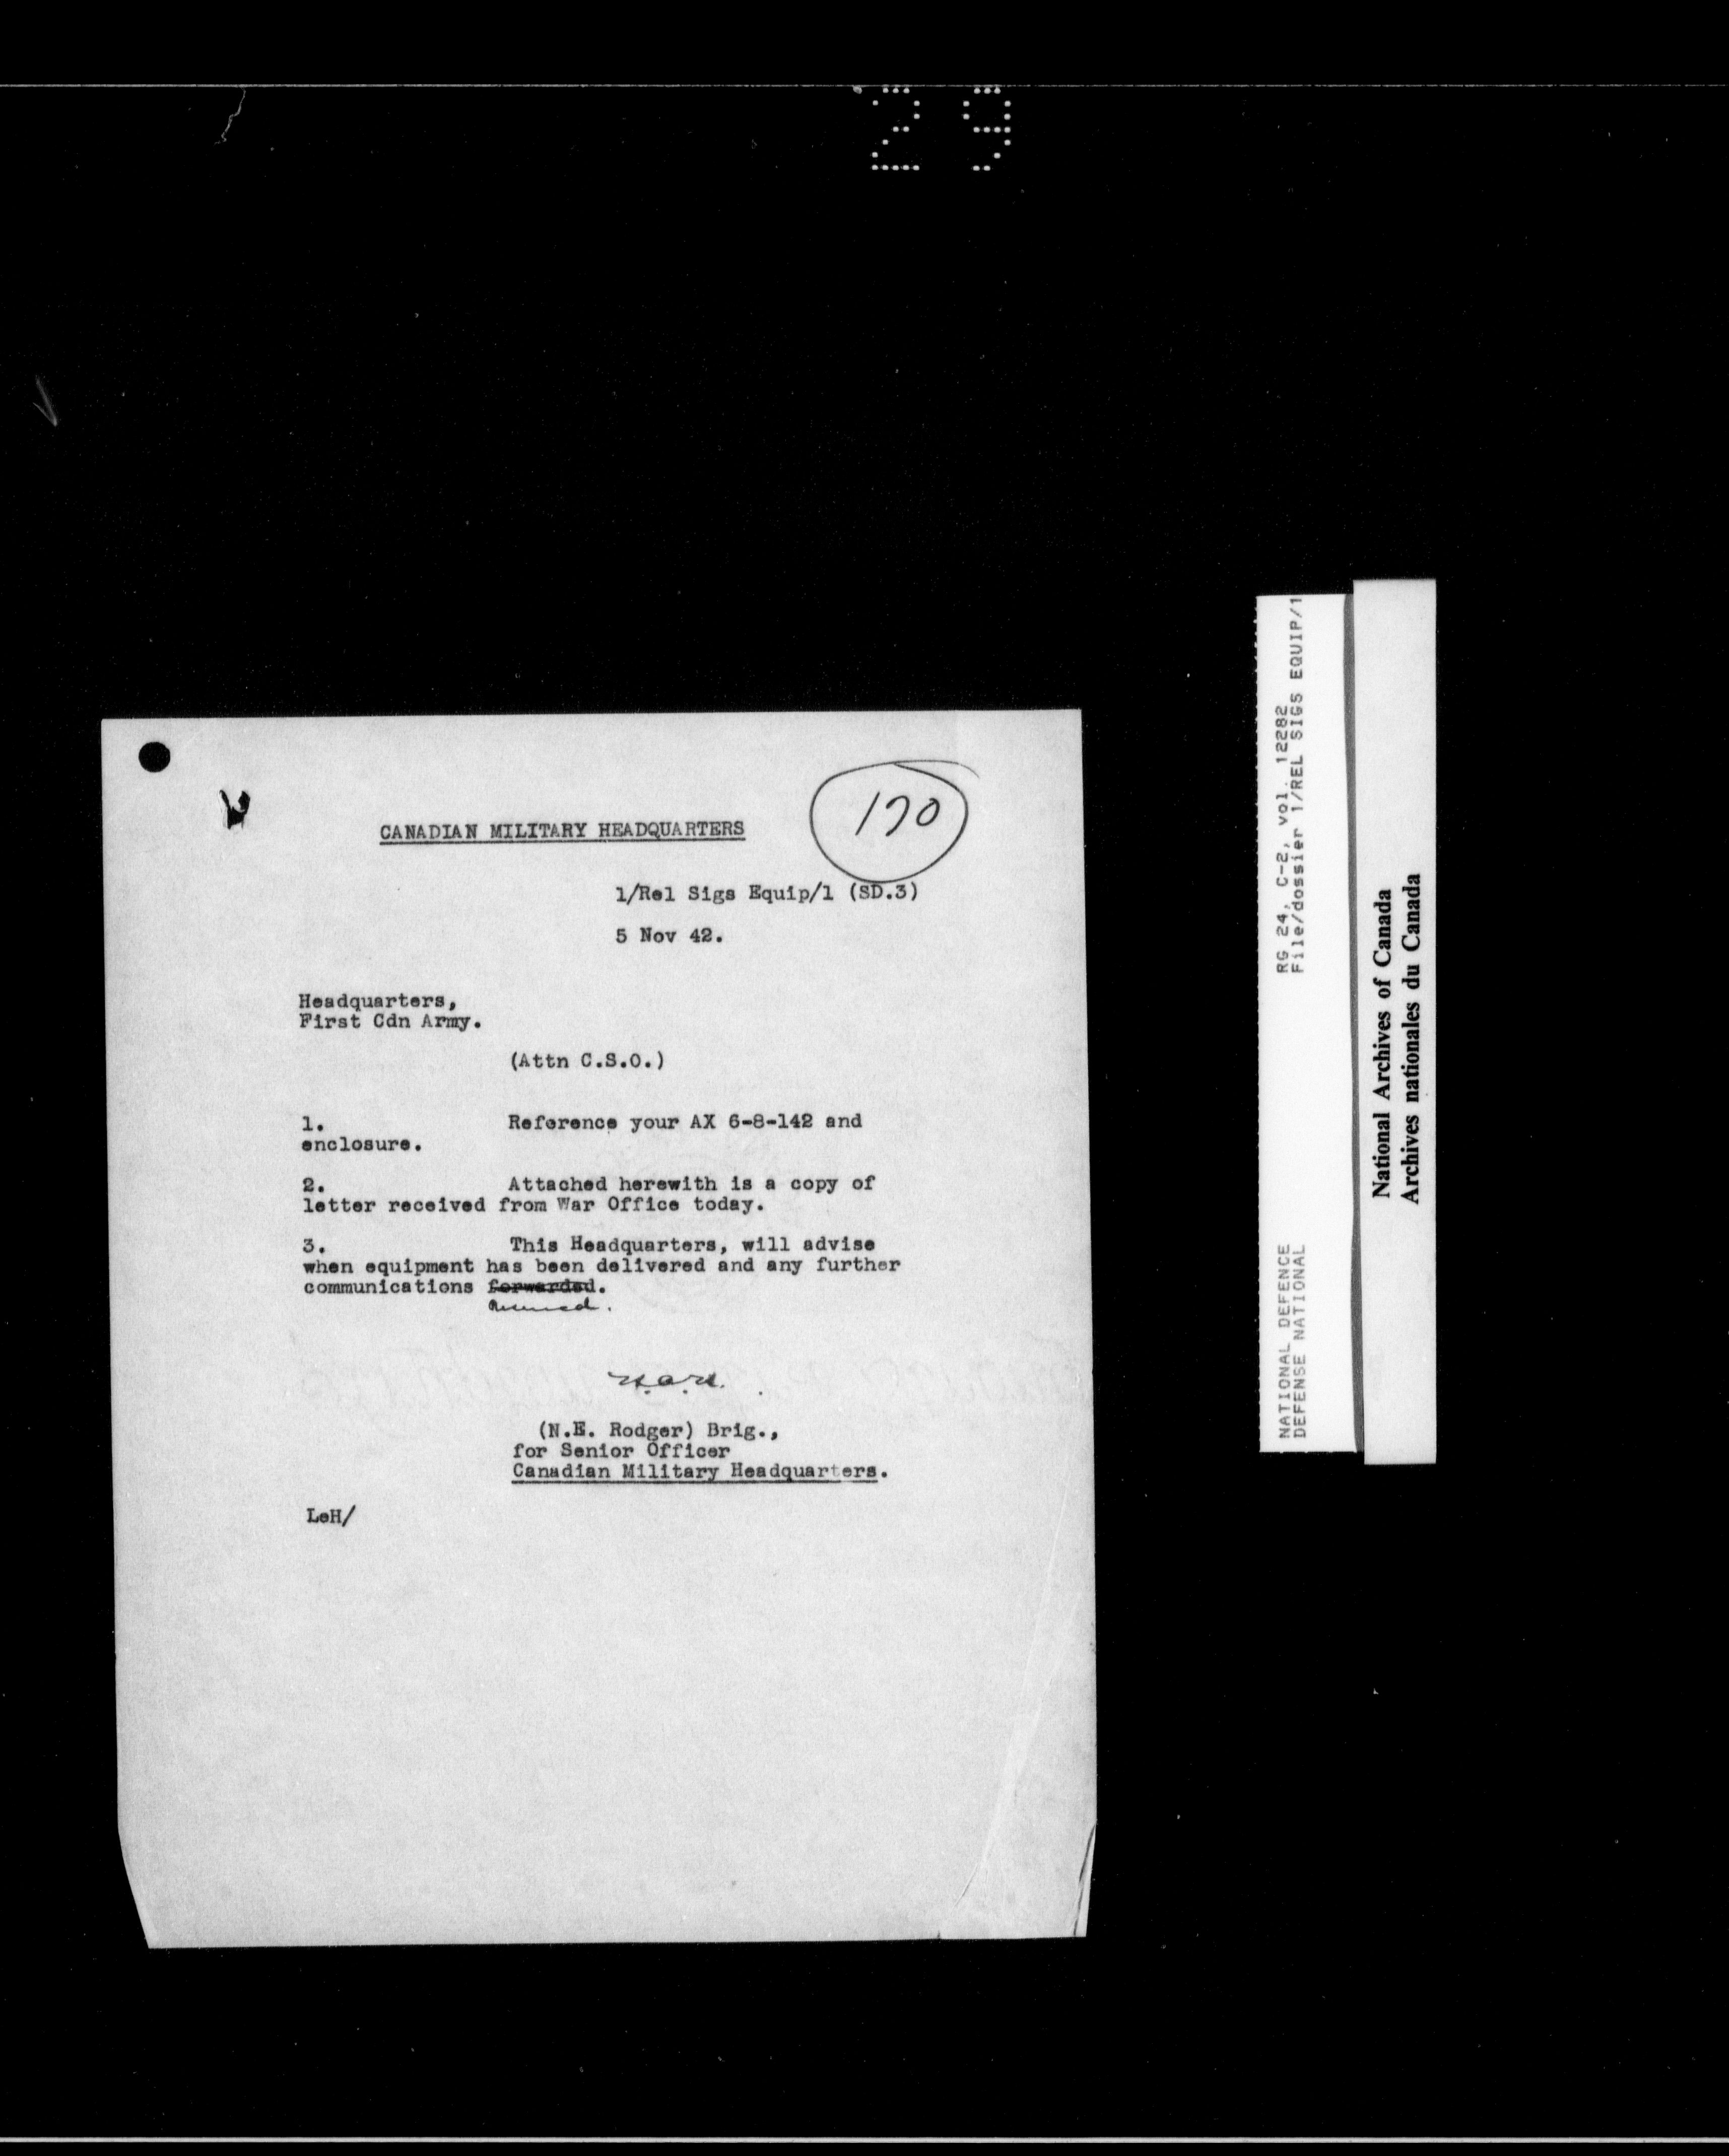 29
170
CANADIAN MILITARY HEADQUARTERS
1/Rel Sigs Equip/1 (SD.3)
5 Nov 42.
Headquarters,
First Cdn Army.
(Attn C.S.O.)
1. Reference your AX 6-8-142 and
enclosure.
2. Attached herewith is a copy of
letter received from War Office today.
3. This Headquarters, will advise
when equipment has been delivered and any further
communications forwarded.
received.
(N.E. Rodger) Brig.,
for Senior Officer
Canadian Military Headquarters.
LeH/
RG 24, C-2, vol. 12282
File/dossier 1/REL SIGS EQUIP/1
NATIONAL DEFENCE
DEFENSE NATIONAL
National Archives of Canada
Archives nationales du Canada